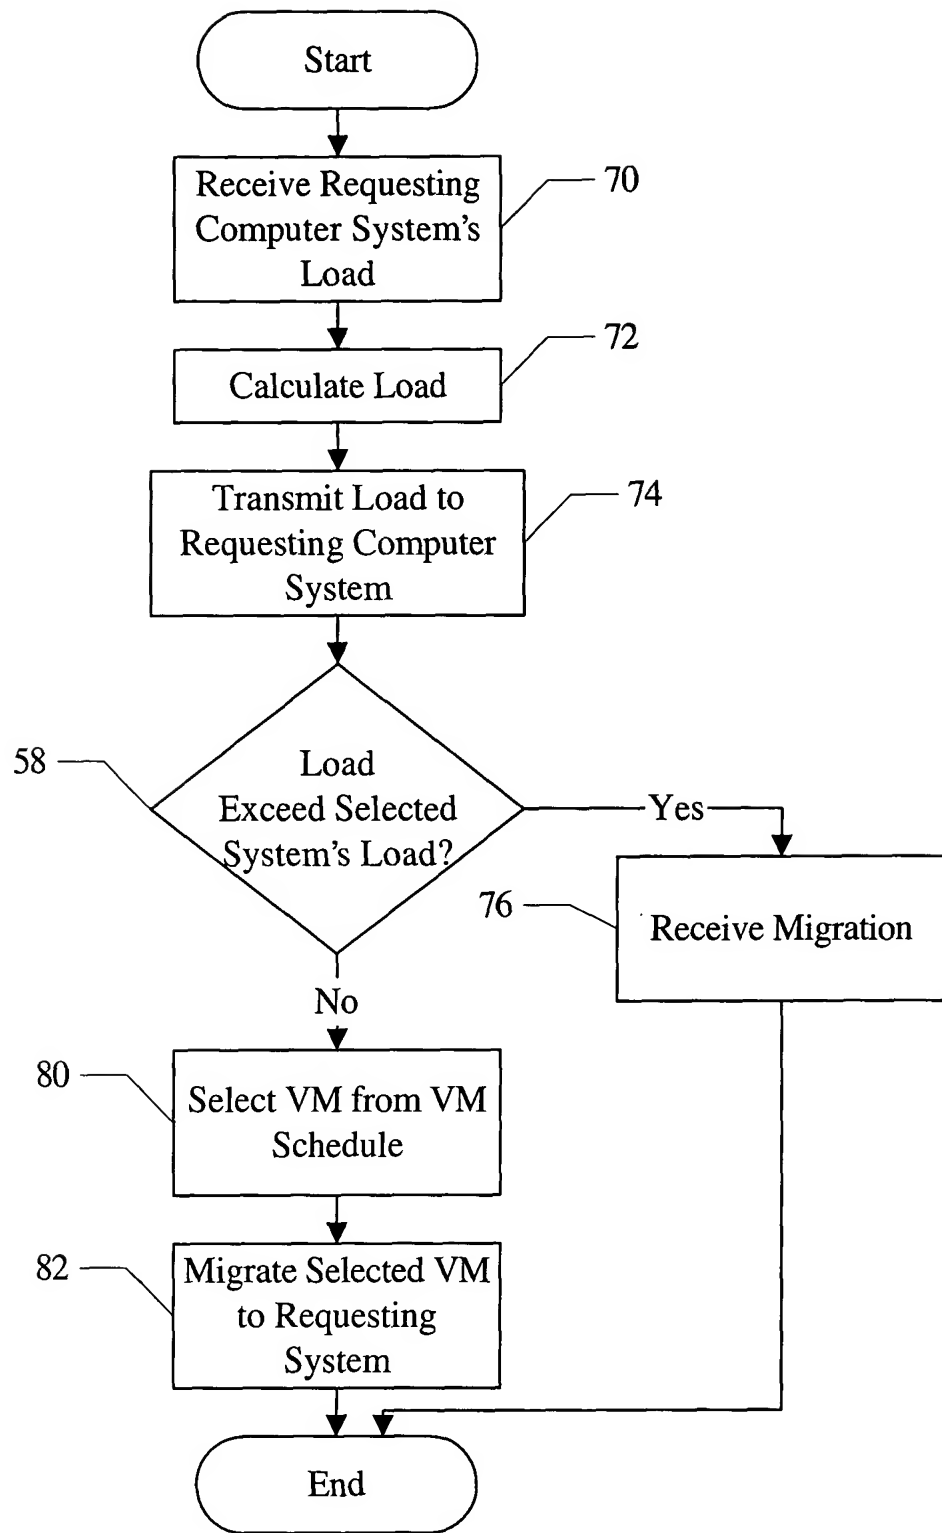 Start
Receive Requesting
Computer System's
Load
70
Calculate Load
72
Transmit Load to
Requesting Computer
System
74
Load
Exceed Selected
System's Load?
58
Yes
Receive Migration
76
No
Select VM from VM
Schedule
80
Migrate Selected VM
to Requesting
System
82
End